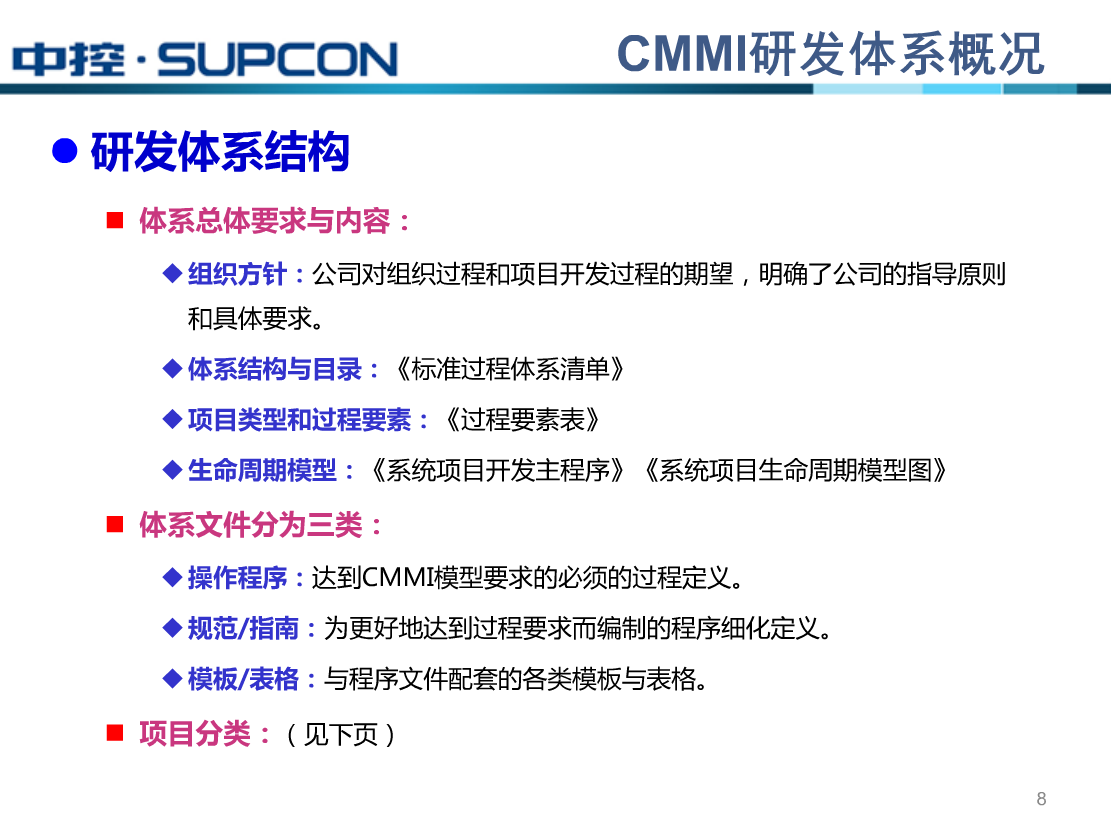 中控·SUPCON
CMMI研发体系概况
研发体系结构
体系总体要求与内容：
组织方针：公司对组织过程和项目开发过程的期望，明确了公司的指导原则
和具体要求。
体系结构与目录：《标准过程体系清单》
项目类型和过程要素：《过程要素表》
生命周期模型：《系统项目开发主程序》《系统项目生命周期模型图》
体系文件分为三类：
操作程序：达到CMMI模型要求的必须的过程定义。
规范/指南：为更好地达到过程要求而编制的程序细化定义。
模板/表格：与程序文件配套的各类模板与表格。
项目分类：（见下页）
8